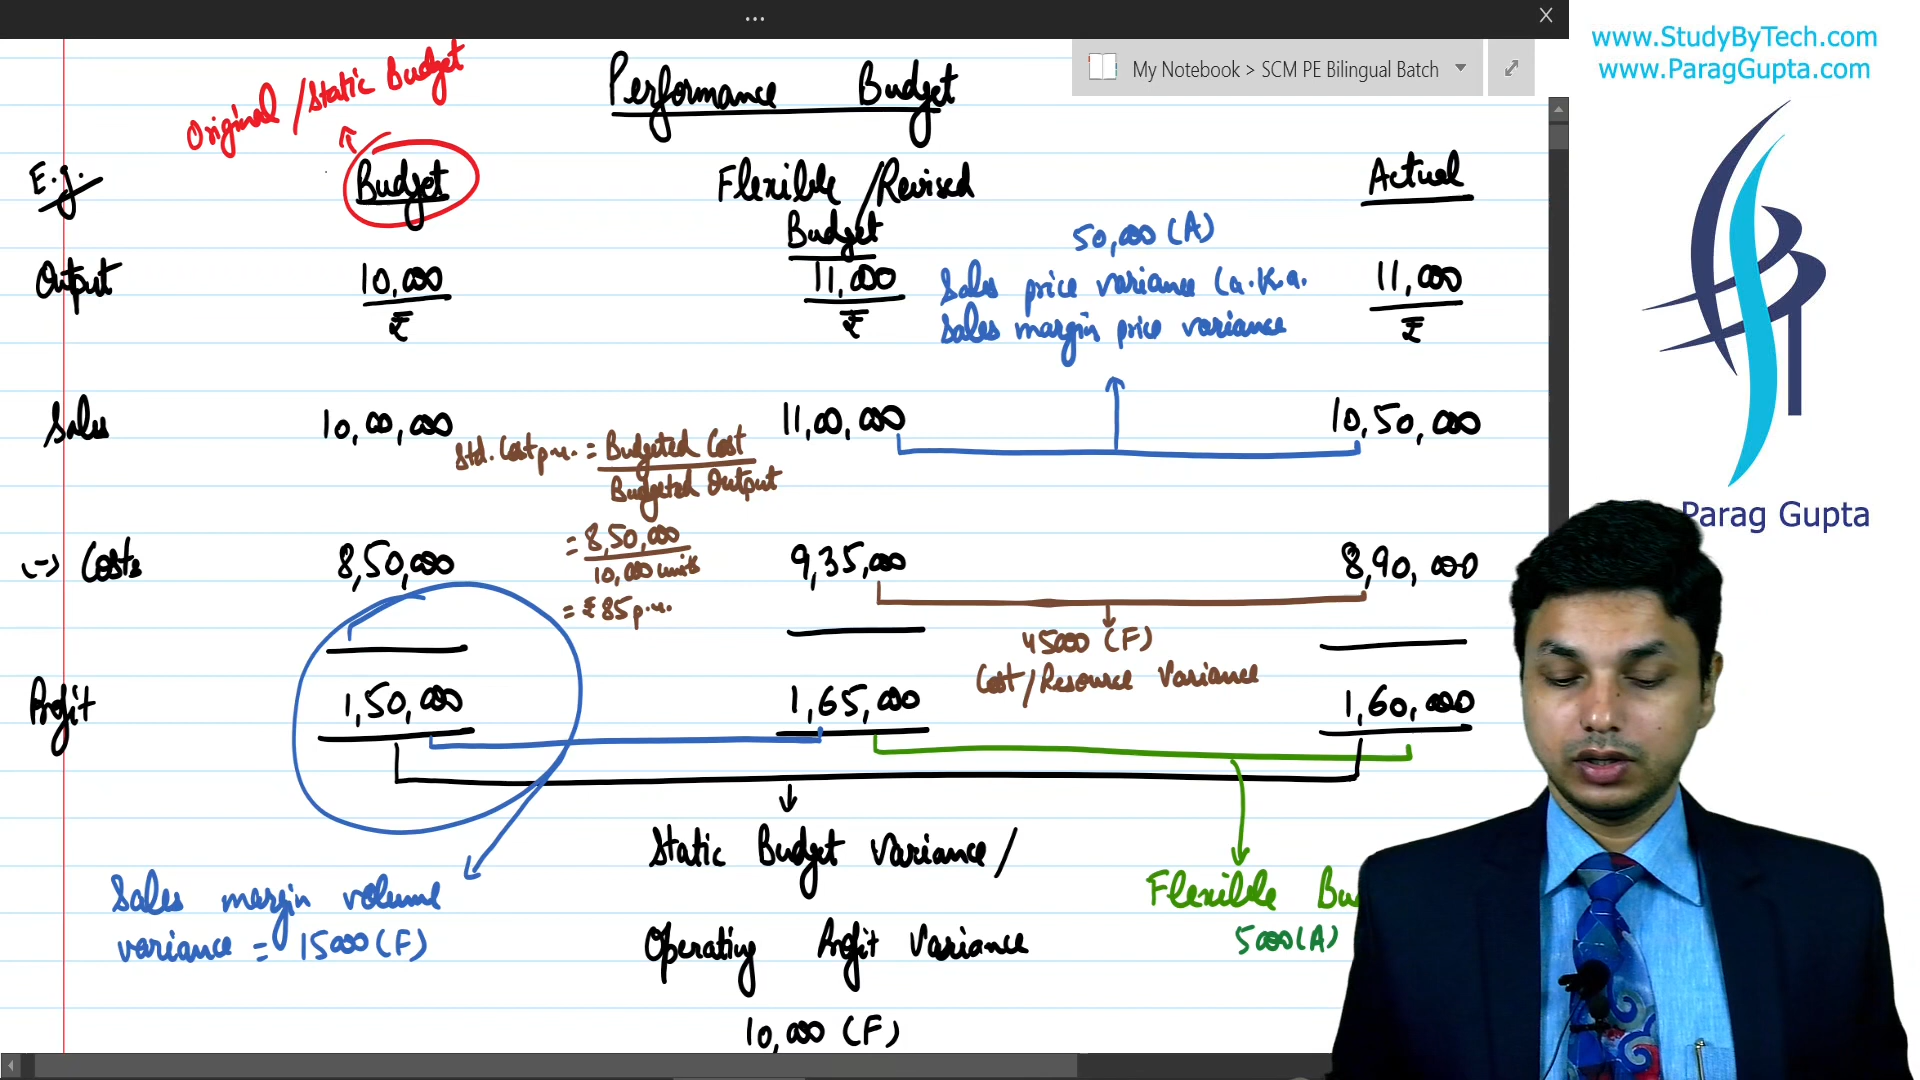 ...
X
www.StudyByTech.com
www.ParagGupta.com
My Notebook > SCM PE Bilingual Batch
Original / Static Budget
Performance Budget
E.g. Budget Flexible / Revised Budget Actual
Output 10,000 11,000 11,000
₹ ₹ ₹
50,000 (A)
Sales price variance (a.k.a.
Sales margin price variance
Sales 10,00,000 11,00,000 10,50,000
Std. Cost p.u. = Budgeted Cost
Budgeted Output
= 8,50,000
10,000 units
= ₹ 85 p.u.
(-) Costs 8,50,000 9,35,000 8,90,000
45000 (F)
Cost/Resource Variance
Profit 1,50,000 1,65,000 1,60,000
Parag Gupta
Static Budget Variance /
Operating Profit Variance
10,000 (F)
Sales margin volume
variance = 15000 (F)
Flexible Bu
5000(A)